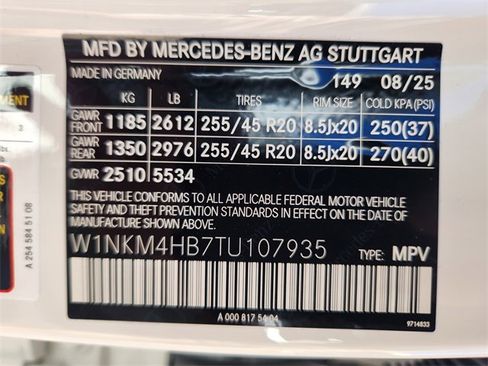 MFD BY MERCEDES-BENZ AG STUTTGART
MADE IN GERMANY 149 08/25
KG LB TIRES RIM SIZE COLD KPA(PSI)
GAWR FRONT 1185 2612 255/45 R20 8.5Jx20 250(37)
GAWR REAR 1350 2976 255/45 R20 8.5Jx20 270(40)
GWR 2510 5534
THIS VEHICLE CONFORMS TO ALL APPLICABLE FEDERAL MOTOR VEHICLE
SAFETY AND THEFT PREVENTION STANDARDS IN EFFECT ON THE DATE OF
MANUFACTURE SHOWN ABOVE.
W1NKM4HB7TU107935 TYPE: MPV
A 000 817 54 04
9714833
A 254 584 51 08